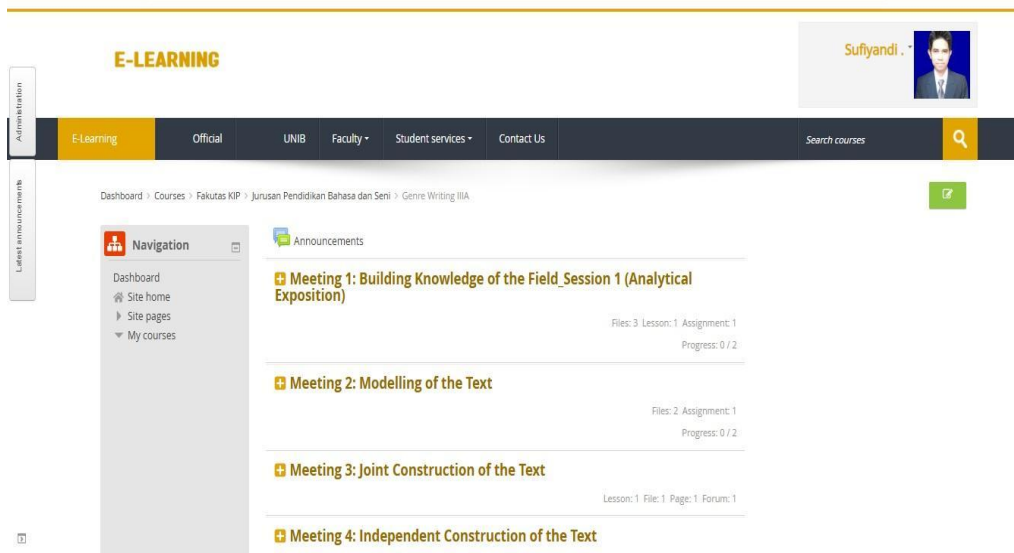 E-LEARNING
Sufiyandi .
Administration
E-Learning Official UNIB Faculty Student services Contact Us Search courses
Latest announcements
Dashboard > Courses > Fakutas KIP > Jurusan Pendidikan Bahasa dan Seni > Genre Writing IIIA
Navigation
Dashboard
Site home
Site pages
My courses
Announcements
Meeting 1: Building Knowledge of the Field_Session 1 (Analytical
Exposition)
Files: 3 Lesson: 1 Assignment: 1
Progress: 0 / 2
Meeting 2: Modelling of the Text
Files: 2 Assignment: 1
Progress: 0 / 2
Meeting 3: Joint Construction of the Text
Lesson: 1 File: 1 Page: 1 Forum: 1
Meeting 4: Independent Construction of the Text